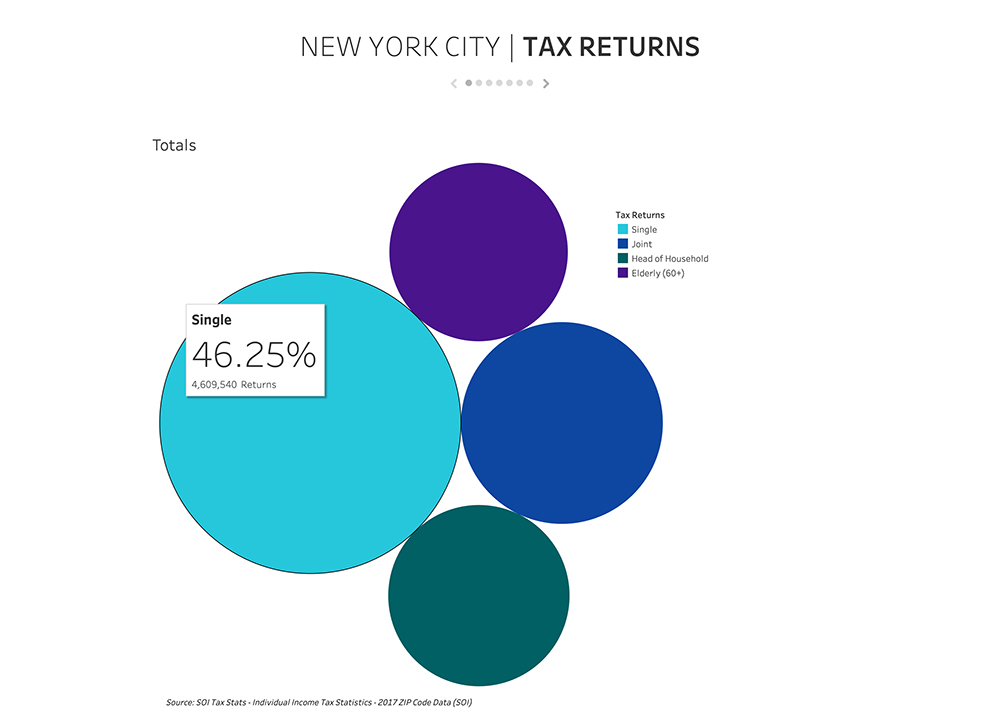 NEW YORK CITY | TAX RETURNS
Totals
Tax Returns
Single
Joint
Head of Household
Elderly (60+)
Single
46.25%
4,609,540 Returns
Source: SOI Tax Stats - Individual Income Tax Statistics - 2017 ZIP Code Data (SOI)